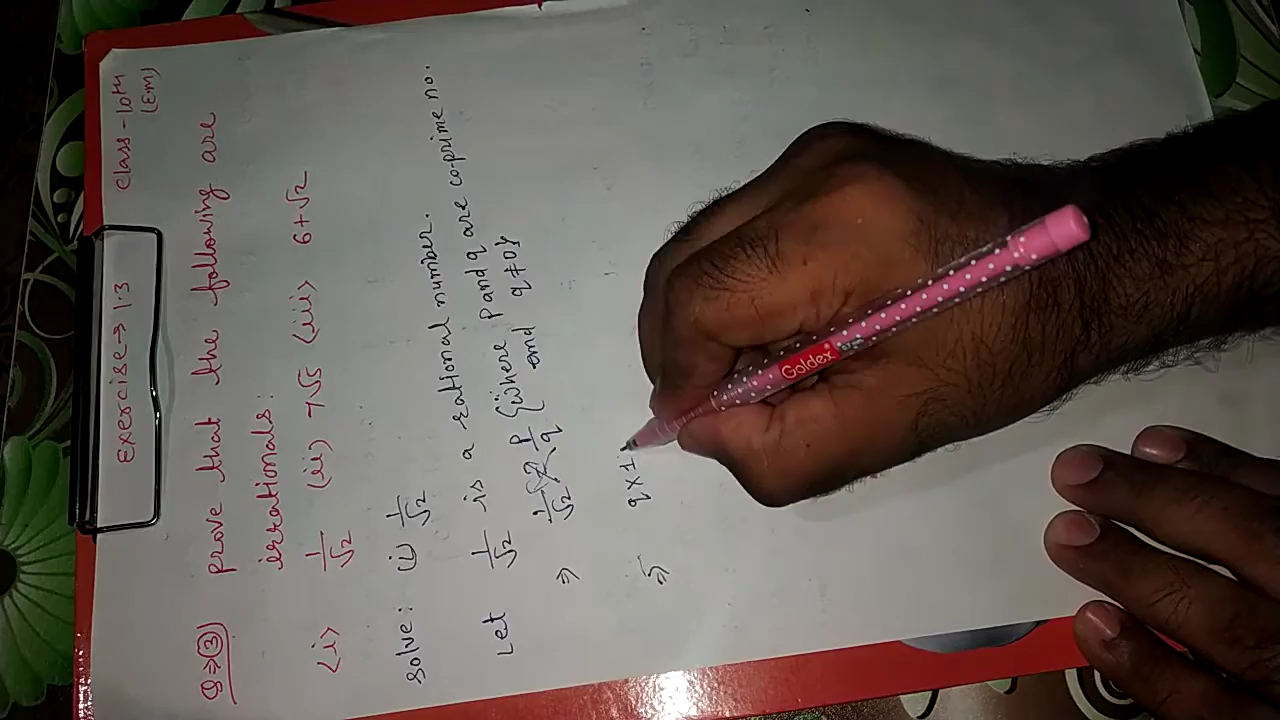 Exercise → 1.3
class - 10th
(EM)
Q → (3) prove that the following are
irrationals:
(i) 1/√2 (ii) 7√5 (iii) 6+√2
solve: (i) 1/√2
Let 1/√2 is a rational number.
⇒ 1/√2 = p/q {where p and q are co-prime no.
and q ≠ 0}
⇒ q × 1
Goldex